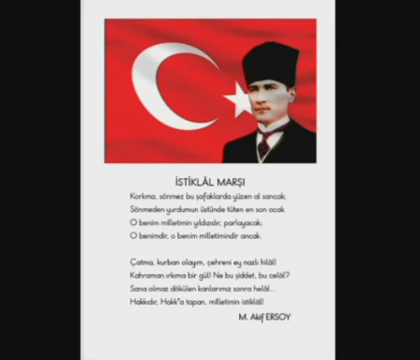 İSTİKLÂL MARŞI
Korkma, sönmez bu şafaklarda yüzen al sancak;
Sönmeden yurdumun üstünde tüten en son ocak.
O benim milletimin yıldızıdır, parlayacak;
O benimdir, o benim milletimindir ancak.
Çatma, kurban olayım, çehreni ey nazlı hilâl!
Kahraman ırkıma bir gül! Ne bu şiddet, bu celâl?
Sana olmaz dökülen kanlarımız sonra helâl...
Hakkıdır, Hakk'a tapan, milletimin istiklâl!
M. Akif ERSOY